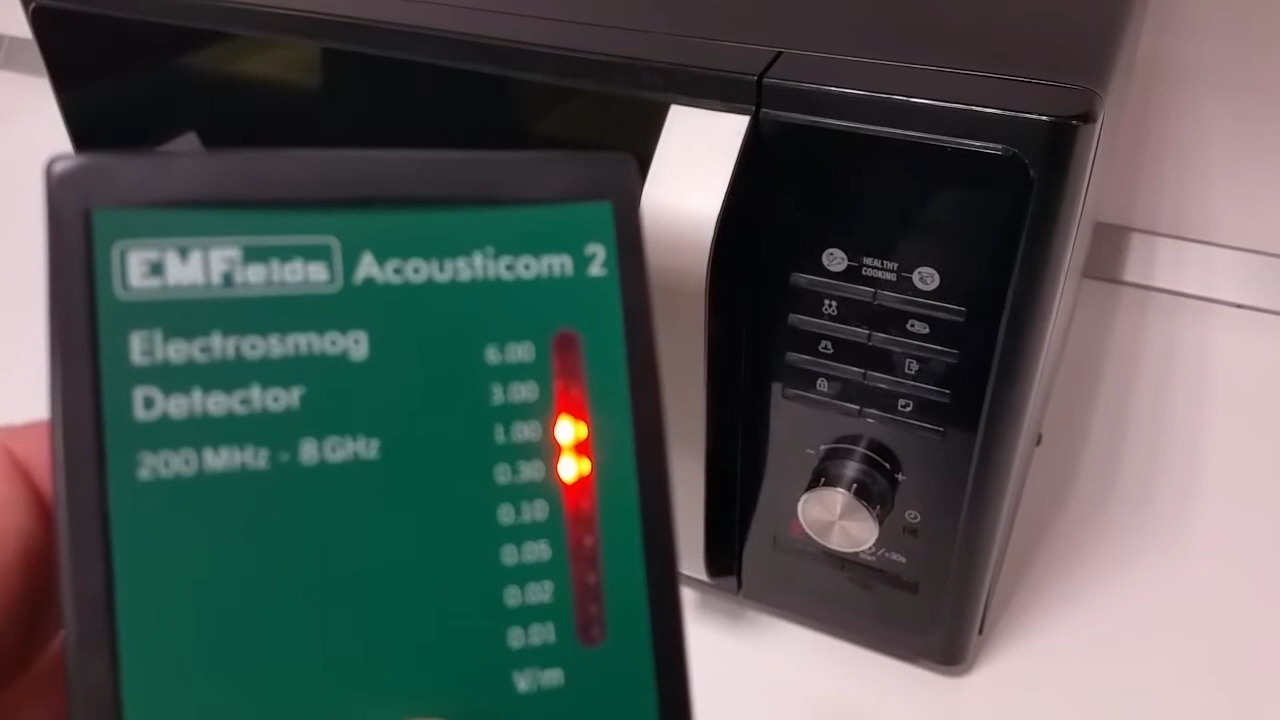 EMFields Acousticom 2
Electrosmog
Detector
200 MHz - 8 GHz
6.00
3.00
1.00
0.30
0.10
0.05
0.02
0.01
V/m
HEALTHY
COOKING
- +
/+30s